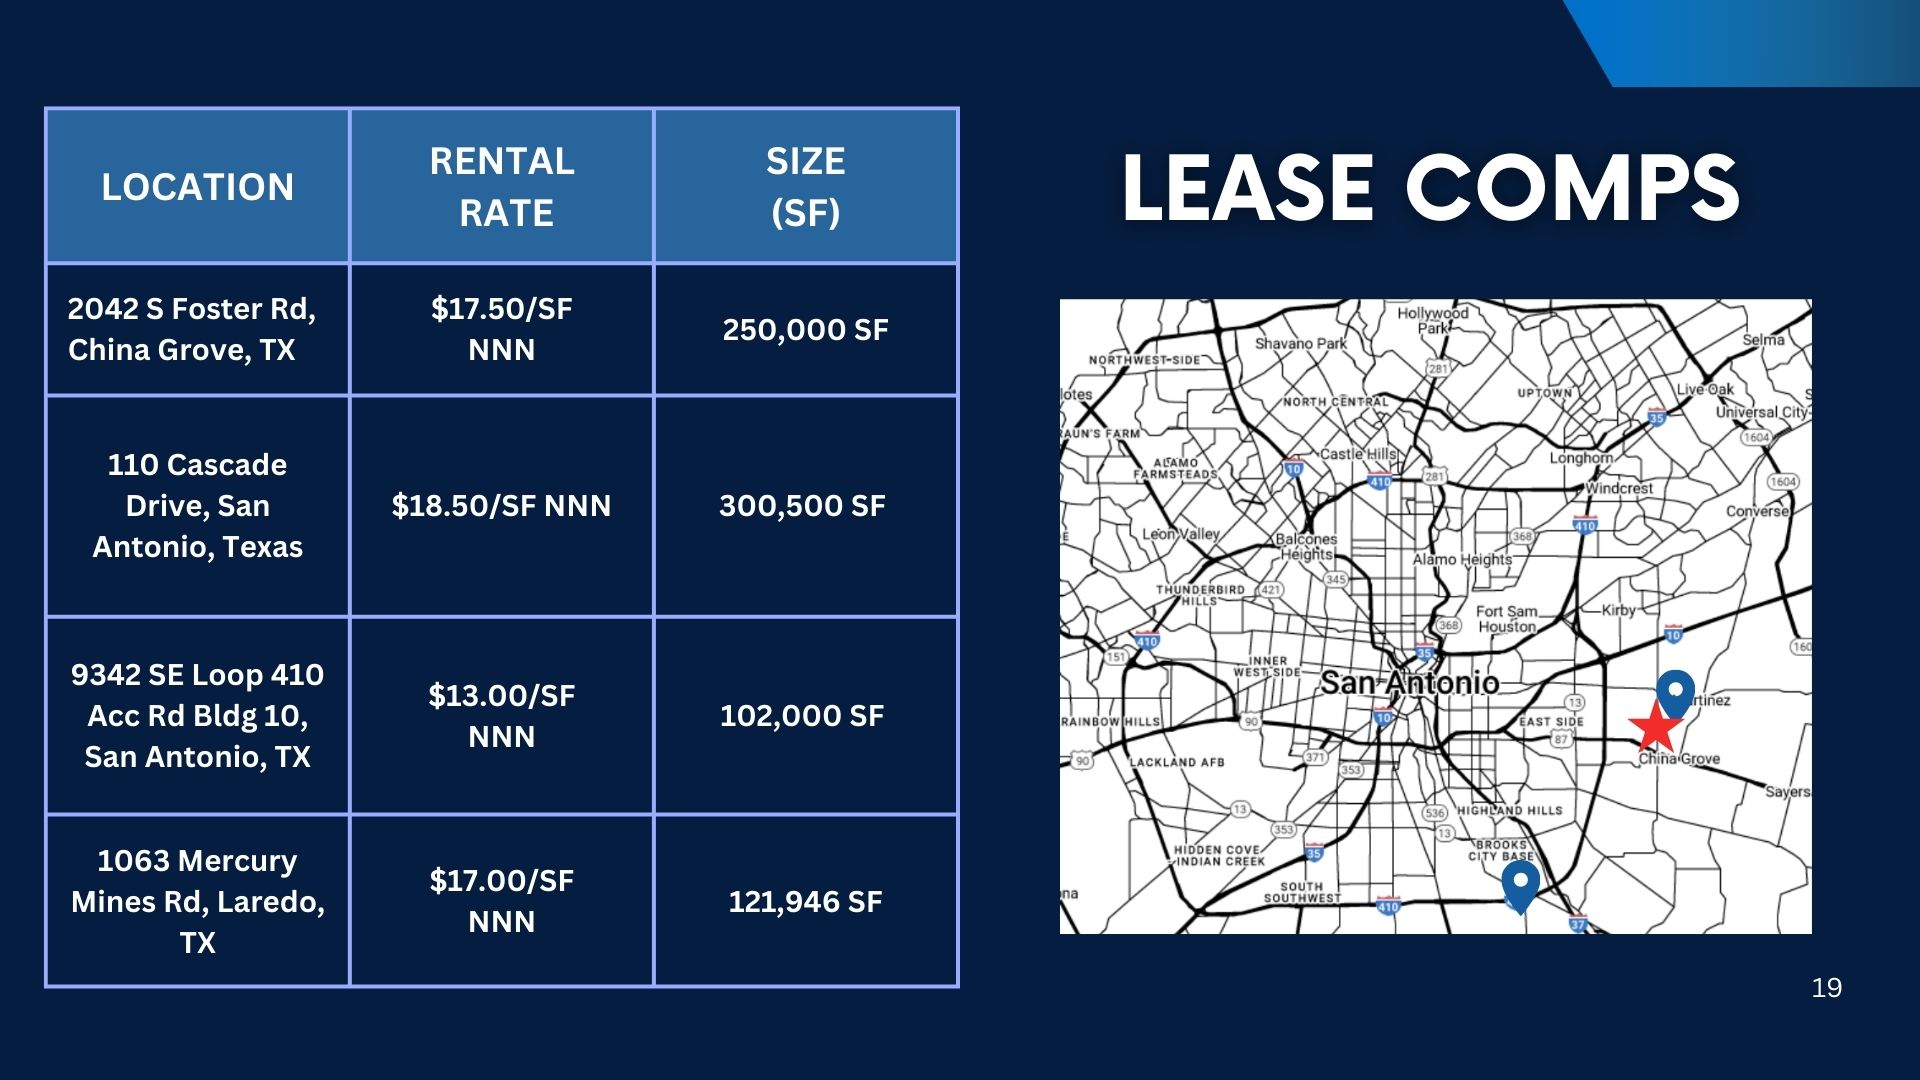 LEASE COMPS
LOCATION
RENTAL
RATE
SIZE
(SF)
2042 S Foster Rd,
China Grove, TX
$17.50/SF
NNN
250,000 SF
110 Cascade
Drive, San
Antonio, Texas
$18.50/SF NNN
300,500 SF
9342 SE Loop 410
Acc Rd Bldg 10,
San Antonio, TX
$13.00/SF
NNN
102,000 SF
1063 Mercury
Mines Rd, Laredo,
TX
$17.00/SF
NNN
121,946 SF
Hollywood
Park
Shavano Park
Selma
NORTHWEST SIDE
281
lotes
NORTH CENTRAL
UPTOWN
Live Oak
Universal City
35
1604
RAUN'S FARM
ALAMO
FARMSTEADS
10
Castle Hills
410
281
Longhorn
Windcrest
1604
Converse
410
Leon Valley
Balcones
Heights
368
Alamo Heights
345
THUNDERBIRD
HILLS
421
Fort Sam
Houston
368
Kirby
10
410
151
35
160
INNER
WEST SIDE
San Antonio
13
rtinez
RAINBOW HILLS
90
10
EAST SIDE
87
90
LACKLAND AFB
371
353
China Grove
Sayers
13
353
536
13
HIGHLAND HILLS
HIDDEN COVE
-INDIAN CREEK
35
BROOKS
CITY BASE
na
SOUTH
SOUTHWEST
410
37
19